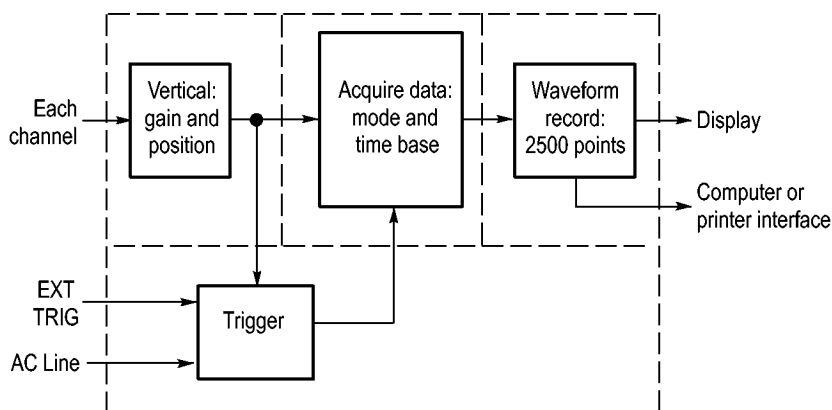 Each
channel
Vertical:
gain and
position
Acquire data:
mode and
time base
Waveform
record:
2500 points
Display
Computer or
printer interface
EXT
TRIG
Trigger
AC Line